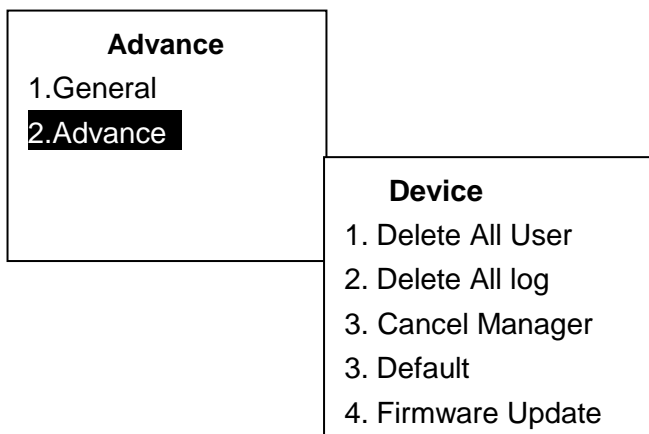 Advance
1.General
2.Advance
Device
1. Delete All User
2. Delete All log
3. Cancel Manager
3. Default
4. Firmware Update